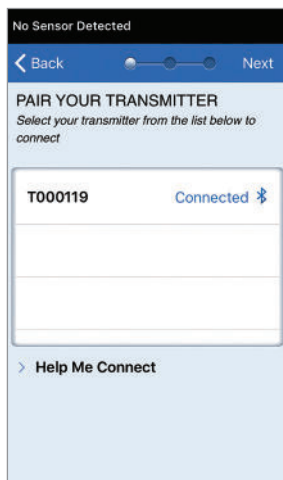 No Sensor Detected
Back Next
PAIR YOUR TRANSMITTER
Select your transmitter from the list below to
connect
T000119 Connected
Help Me Connect